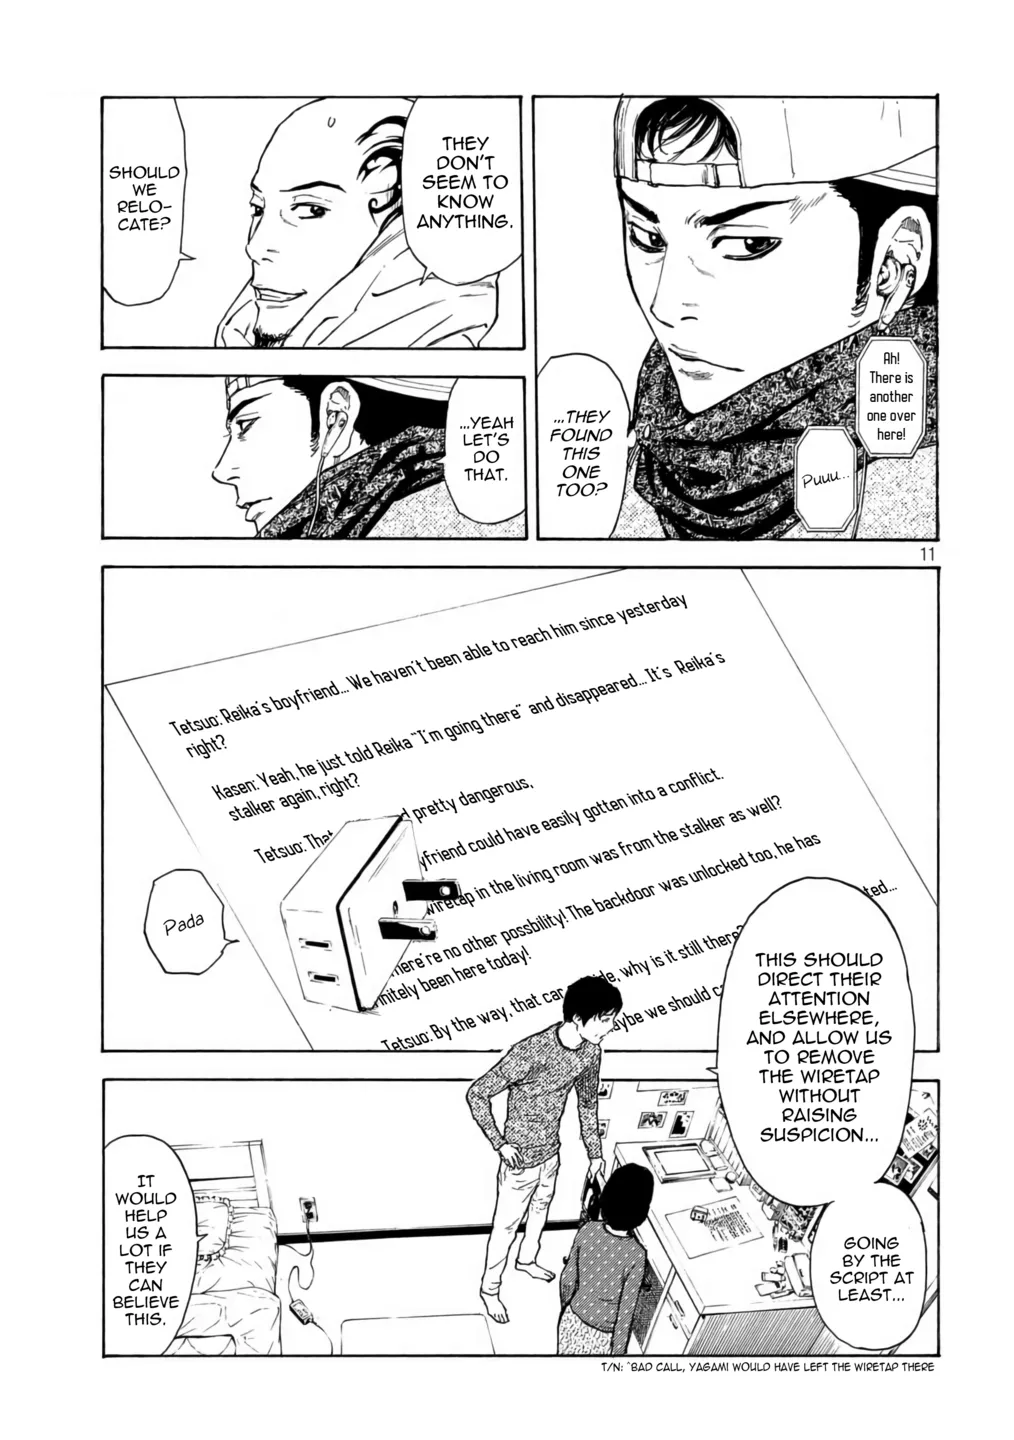 Ah!
There is
another
one over
here!
Puuu...
...THEY
FOUND
THIS
ONE
TOO?
THEY
DON'T
SEEM TO
KNOW
ANYTHING.
SHOULD
WE
RELO-
CATE?
...YEAH
LET'S
DO
THAT.
11
Tetsuo: Reika's boyfriend... We haven't been able to reach him since yesterday
right?
Kasen: Yeah, he just told Reika "I'm going there" and disappeared... It's Reika's
stalker again, right?
Tetsuo: pretty dangerous,
could have easily gotten into a conflict.
in the living room was from the stalker as well?
no other possbility! The backdoor was unlocked too, he has
been here today!
Tetsuo: By the way, that why is it still there?
we should
Pada
THIS SHOULD
DIRECT THEIR
ATTENTION
ELSEWHERE,
AND ALLOW US
TO REMOVE
THE WIRETAP
WITHOUT
RAISING
SUSPICION...
GOING
BY THE
SCRIPT AT
LEAST...
IT
WOULD
HELP
US A
LOT IF
THEY
CAN
BELIEVE
THIS.
T/N: ^BAD CALL, YAGAMI WOULD HAVE LEFT THE WIRETAP THERE